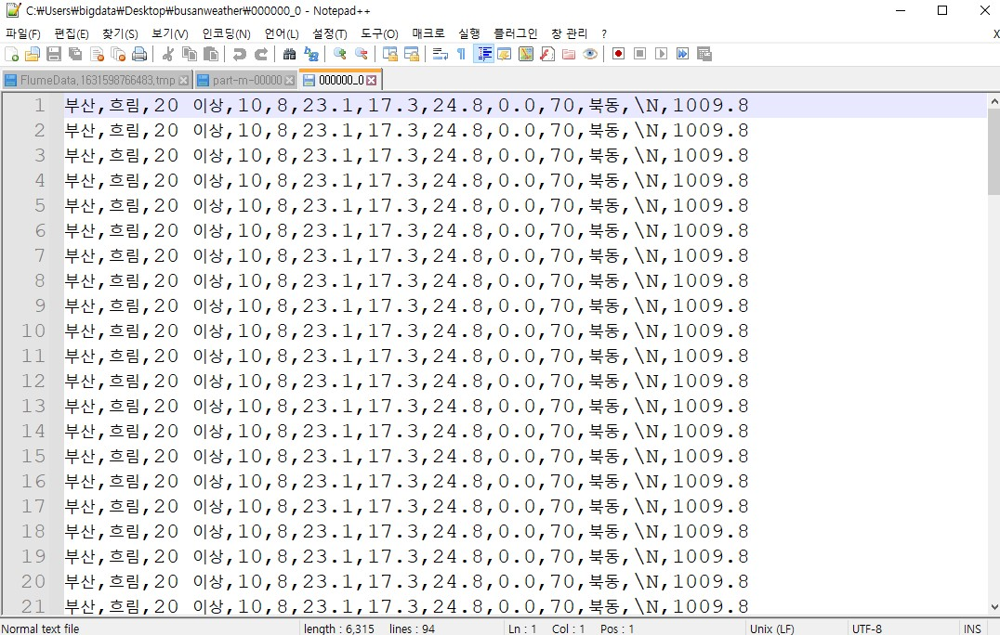 C:₩Users₩bigdata₩Desktop₩busanweather₩000000_0 - Notepad++
파일(F) 편집(E) 찾기(S) 보기(V) 인코딩(N) 언어(L) 설정(T) 도구(O) 매크로 실행 플러그인 창 관리 ? X
FlumeData.1631598766483.tmp part-m-00000 000000_0
1 부산,흐림,20 이상,10,8,23.1,17.3,24.8,0.0,70,북동,\N,1009.8
2 부산,흐림,20 이상,10,8,23.1,17.3,24.8,0.0,70,북동,\N,1009.8
3 부산,흐림,20 이상,10,8,23.1,17.3,24.8,0.0,70,북동,\N,1009.8
4 부산,흐림,20 이상,10,8,23.1,17.3,24.8,0.0,70,북동,\N,1009.8
5 부산,흐림,20 이상,10,8,23.1,17.3,24.8,0.0,70,북동,\N,1009.8
6 부산,흐림,20 이상,10,8,23.1,17.3,24.8,0.0,70,북동,\N,1009.8
7 부산,흐림,20 이상,10,8,23.1,17.3,24.8,0.0,70,북동,\N,1009.8
8 부산,흐림,20 이상,10,8,23.1,17.3,24.8,0.0,70,북동,\N,1009.8
9 부산,흐림,20 이상,10,8,23.1,17.3,24.8,0.0,70,북동,\N,1009.8
10 부산,흐림,20 이상,10,8,23.1,17.3,24.8,0.0,70,북동,\N,1009.8
11 부산,흐림,20 이상,10,8,23.1,17.3,24.8,0.0,70,북동,\N,1009.8
12 부산,흐림,20 이상,10,8,23.1,17.3,24.8,0.0,70,북동,\N,1009.8
13 부산,흐림,20 이상,10,8,23.1,17.3,24.8,0.0,70,북동,\N,1009.8
14 부산,흐림,20 이상,10,8,23.1,17.3,24.8,0.0,70,북동,\N,1009.8
15 부산,흐림,20 이상,10,8,23.1,17.3,24.8,0.0,70,북동,\N,1009.8
16 부산,흐림,20 이상,10,8,23.1,17.3,24.8,0.0,70,북동,\N,1009.8
17 부산,흐림,20 이상,10,8,23.1,17.3,24.8,0.0,70,북동,\N,1009.8
18 부산,흐림,20 이상,10,8,23.1,17.3,24.8,0.0,70,북동,\N,1009.8
19 부산,흐림,20 이상,10,8,23.1,17.3,24.8,0.0,70,북동,\N,1009.8
20 부산,흐림,20 이상,10,8,23.1,17.3,24.8,0.0,70,북동,\N,1009.8
21 부산,흐림,20 이상,10,8,23.1,17.3,24.8,0.0,70,북동,\N,1009.8
Normal text file length : 6,315 lines : 94 Ln : 1 Col : 1 Pos : 1 Unix (LF) UTF-8 INS